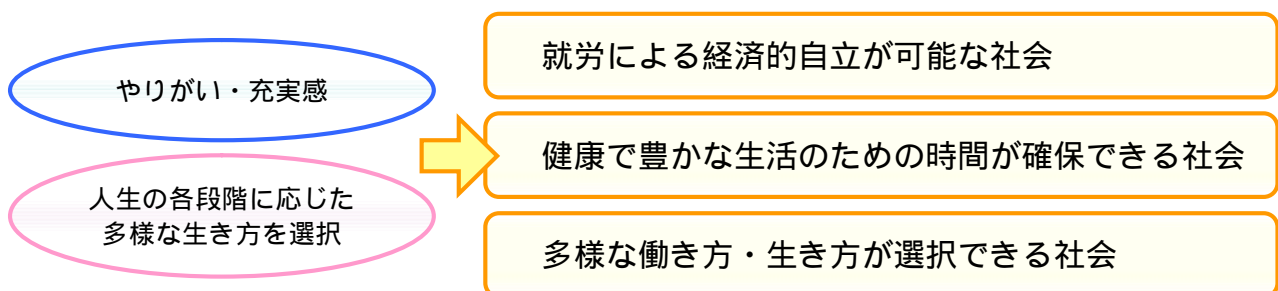 やりがい・充実感
人生の各段階に応じた
多様な生き方を選択
就労による経済的自立が可能な社会
健康で豊かな生活のための時間が確保できる社会
多様な働き方・生き方が選択できる社会